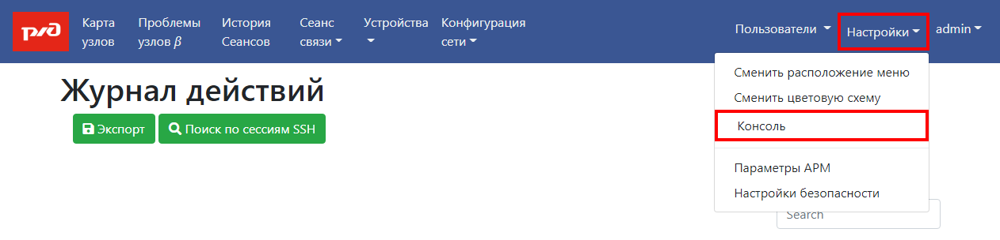 ржд
Карта узлов
Проблемы узлов β
История Сеансов
Сеанс связи
Устройства
Конфигурация сети
Пользователи
Настройки
admin
Сменить расположение меню
Сменить цветовую схему
Консоль
Параметры АРМ
Настройки безопасности
Журнал действий
Экспорт
Поиск по сессиям SSH
Search